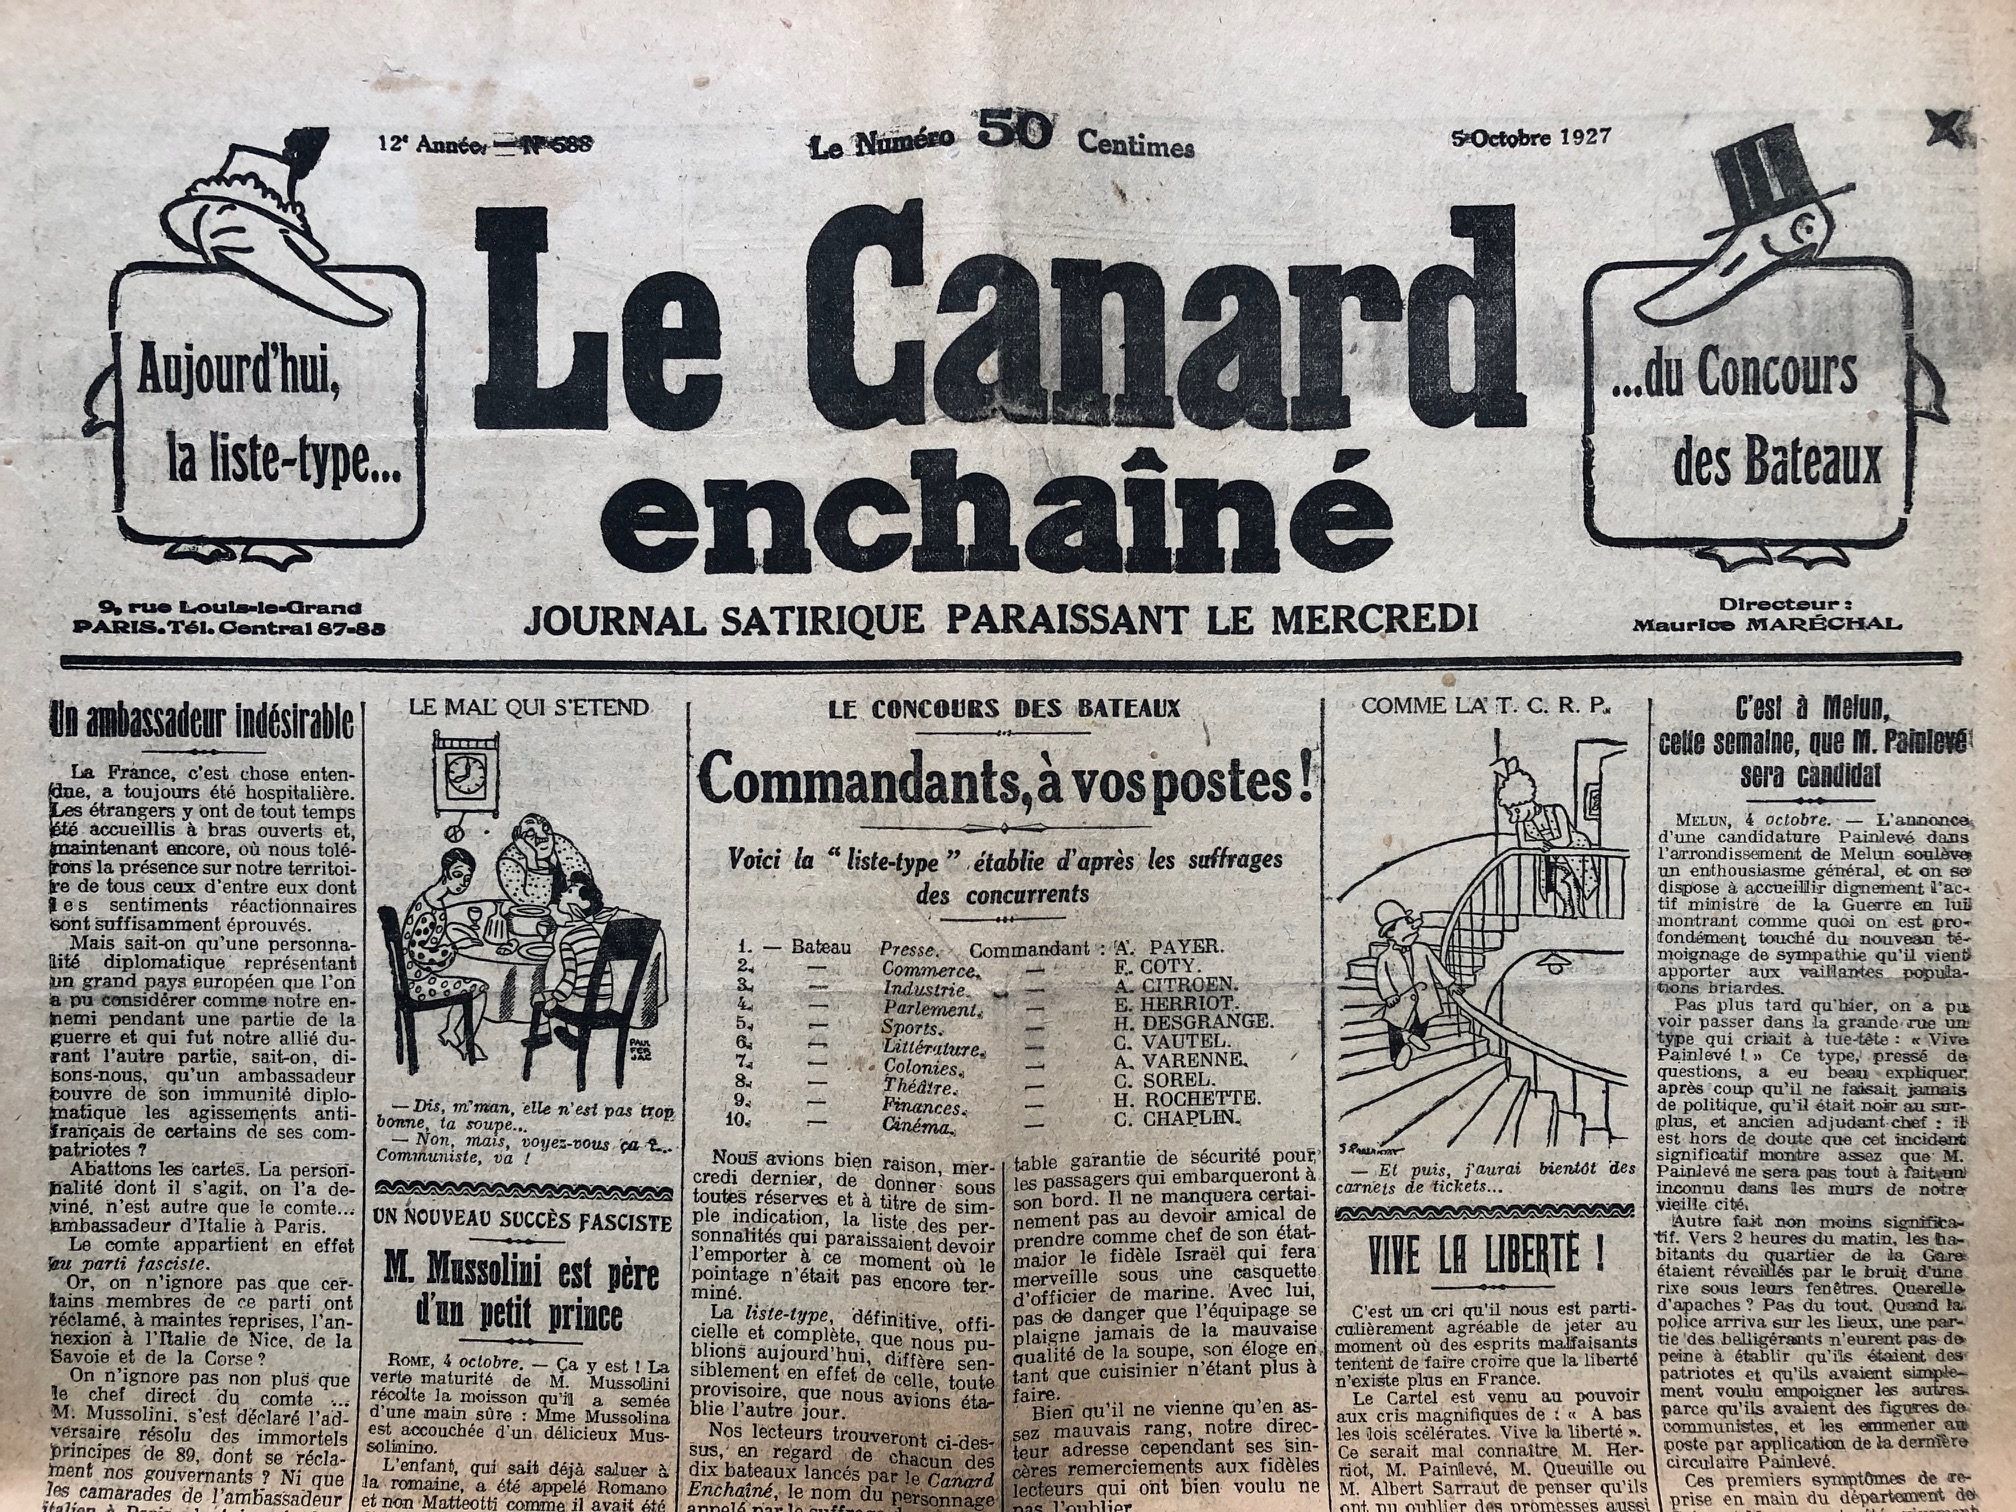 12e Année. — N° 588
Le Numéro 50 Centimes
5 Octobre 1927
Aujourd'hui,
la liste-type...
Le Canard
enchaîné
...du Concours
des Bateaux
9, rue Louis-le-Grand
PARIS. Tél. Central 87-85
JOURNAL SATIRIQUE PARAISSANT LE MERCREDI
Directeur :
Maurice MARÉCHAL
Un ambassadeur indésirable
La France, c'est chose enten-
due, a toujours été hospitalière.
Les étrangers y ont de tout temps
été accueillis à bras ouverts et,
maintenant encore, où nous tolé-
rons la présence sur notre territoi-
re de tous ceux d'entre eux dont
les sentiments réactionnaires
sont suffisamment éprouvés.
Mais sait-on qu'une personna-
lité diplomatique représentant
un grand pays européen que l'on
a pu considérer comme notre en-
nemi pendant une partie de la
guerre et qui fut notre allié du-
rant l'autre partie, sait-on, di-
sons-nous, qu'un ambassadeur
couvre de son immunité diplo-
matique les agissements anti-
français de certains de ses com-
patriotes ?
Abattons les cartes. La person-
nalité dont il s'agit, on l'a de-
viné, n'est autre que le comte...
ambassadeur d'Italie à Paris.
Le comte appartient en effet
au parti fasciste.
Or, on n'ignore pas que cer-
tains membres de ce parti ont
réclamé, à maintes reprises, l'an-
nexion à l'Italie de Nice, de la
Savoie et de la Corse ?
On n'ignore pas non plus que
le chef direct du comte ...
M. Mussolini, s'est déclaré l'ad-
versaire résolu des immortels
principes de 89, dont se récla-
ment nos gouvernants ? Ni que
les camarades de l'ambassadeur
LE MAL QUI S'ETEND
PAUL
FER
JAC
— Dis, m'man, elle n'est pas trop
bonne, ta soupe...
— Non, mais, voyez-vous ça ?...
Communiste, va !
UN NOUVEAU SUCCÈS FASCISTE
M. Mussolini est père
d'un petit prince
ROME, 4 octobre. — Ça y est ! La
verte maturité de M. Mussolini
récolte la moisson qu'il a semée
d'une main sûre : Mme Mussolina
est accouchée d'un délicieux Mus-
solinino.
L'enfant, qui sait déjà saluer à
la romaine, a été appelé Romano
et non Matteotti comme il avait été
LE CONCOURS DES BATEAUX
Commandants, à vos postes !
Voici la "liste-type" établie d'après les suffrages
des concurrents
1. — Bateau Presse. Commandant : A. PAYER.
2. — Commerce. — F. COTY.
3. — Industrie. — A. CITROEN.
4. — Parlement. — E. HERRIOT.
5. — Sports. — H. DESGRANGE.
6. — Littérature. — C. VAUTEL.
7. — Colonies. — A. VARENNE.
8. — Théâtre. — C. SOREL.
9. — Finances. — H. ROCHETTE.
10. — Cinéma. — C. CHAPLIN.
Nous avions bien raison, mer-
credi dernier, de donner sous
toutes réserves et à titre de sim-
ple indication, la liste des per-
sonnalités qui paraissaient devoir
l'emporter à ce moment où le
pointage n'était pas encore ter-
miné.
La liste-type, définitive, offi-
cielle et complète, que nous pu-
blions aujourd'hui, diffère sen-
siblement en effet de celle, toute
provisoire, que nous avions éta-
blie l'autre jour.
Nos lecteurs trouveront ci-des-
sus, en regard de chacun des
dix bateaux lancés par le Canard
Enchaîné, le nom du personnage
table garantie de sécurité pour
les passagers qui embarqueront à
son bord. Il ne manquera certai-
nement pas au devoir amical de
prendre comme chef de son état-
major le fidèle Israël qui fera
merveille sous une casquette
d'officier de marine. Avec lui,
pas de danger que l'équipage se
plaigne jamais de la mauvaise
qualité de la soupe, son éloge en
tant que cuisinier n'étant plus à
faire.
Bien qu'il ne vienne qu'en as-
sez mauvais rang, notre direc-
teur adresse cependant ses sin-
cères remerciements aux fidèles
lecteurs qui ont bien voulu ne
pas l'oublier.
COMME LA T. C. R. P.
— Et puis, j'aurai bientôt des
carnets de tickets...
VIVE LA LIBERTÉ !
C'est un cri qu'il nous est parti-
culièrement agréable de jeter au
moment où des esprits malfaisants
tentent de faire croire que la liberté
n'existe plus en France.
Le Cartel est venu au pouvoir
aux cris magnifiques de : « A bas
les lois scélérates. Vive la liberté ».
Ce serait mal connaître M. Her-
riot, M. Painlevé, M. Queuille ou
M. Albert Sarraut de penser qu'ils
ont pu oublier des promesses aussi
C'est à Melun,
cette semaine, que M. Painlevé
sera candidat
MELUN, 4 octobre. — L'annonce
d'une candidature Painlevé dans
l'arrondissement de Melun soulève
un enthousiasme général, et on se
dispose à accueillir dignement l'ac-
tif ministre de la Guerre en lui
montrant comme quoi on est pro-
fondément touché du nouveau té-
moignage de sympathie qu'il vient
apporter aux vaillantes popula-
tions briardes.
Pas plus tard qu'hier, on a pu
voir passer dans la grande rue un
type qui criait à tue-tête : « Vive
Painlevé ! » Ce type, pressé de
questions, a eu beau expliquer
après coup qu'il ne faisait jamais
de politique, qu'il était noir au sur-
plus, et ancien adjudant-chef : il
est hors de doute que cet incident
significatif montre assez que M.
Painlevé ne sera pas tout à fait un
inconnu dans les murs de notre
vieille cité.
Autre fait non moins significa-
tif. Vers 2 heures du matin, les ha-
bitants du quartier de la Gare
étaient réveillés par le bruit d'une
rixe sous leurs fenêtres. Querelle
d'apaches ? Pas du tout. Quand la
police arriva sur les lieux, une par-
tie des belligérants n'eurent pas de
peine à établir qu'ils étaient des
patriotes et qu'ils avaient simple-
ment voulu empoigner les autres
parce qu'ils avaient des figures de
communistes, et les emmener au
poste par application de la dernière
circulaire Painlevé.
Ces premiers symptômes de re-
prise en main du département de